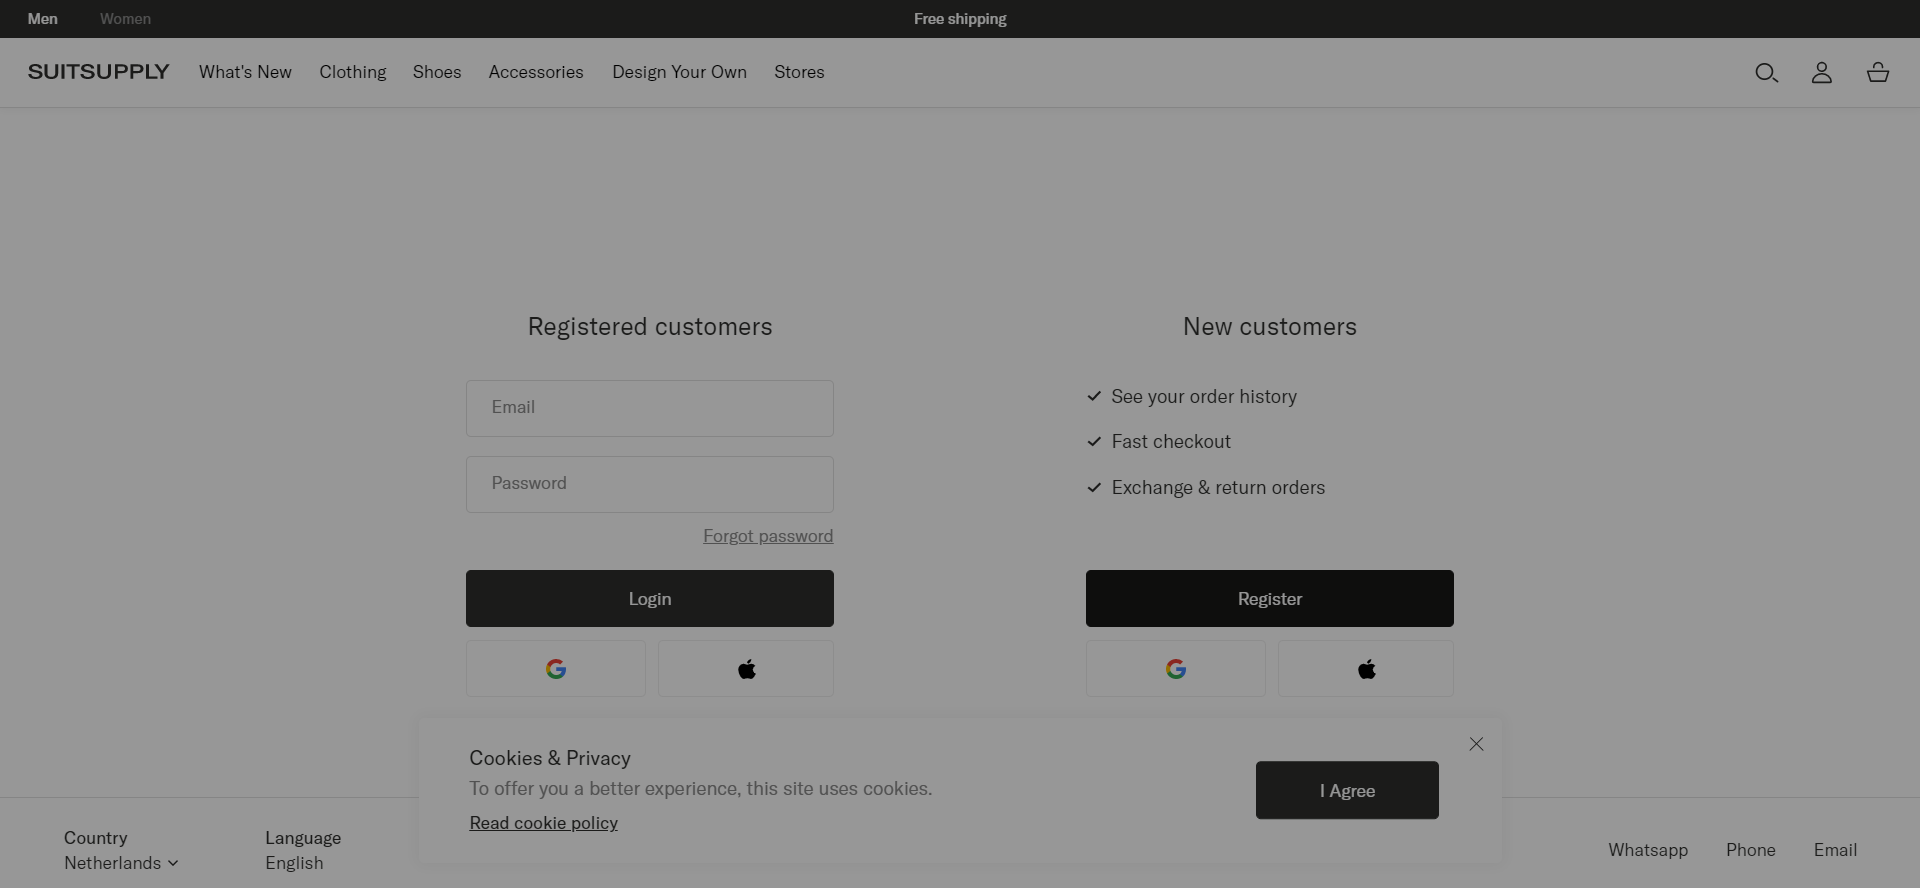 Men
Women
Free shipping
SUITSUPPLY
What's New
Clothing
Shoes
Accessories
Design Your Own
Stores
Registered customers
Email
Password
Forgot password
Login
New customers
See your order history
Fast checkout
Exchange & return orders
Register
Cookies & Privacy
To offer you a better experience, this site uses cookies.
Read cookie policy
I Agree
Country
Netherlands
Language
English
Whatsapp
Phone
Email